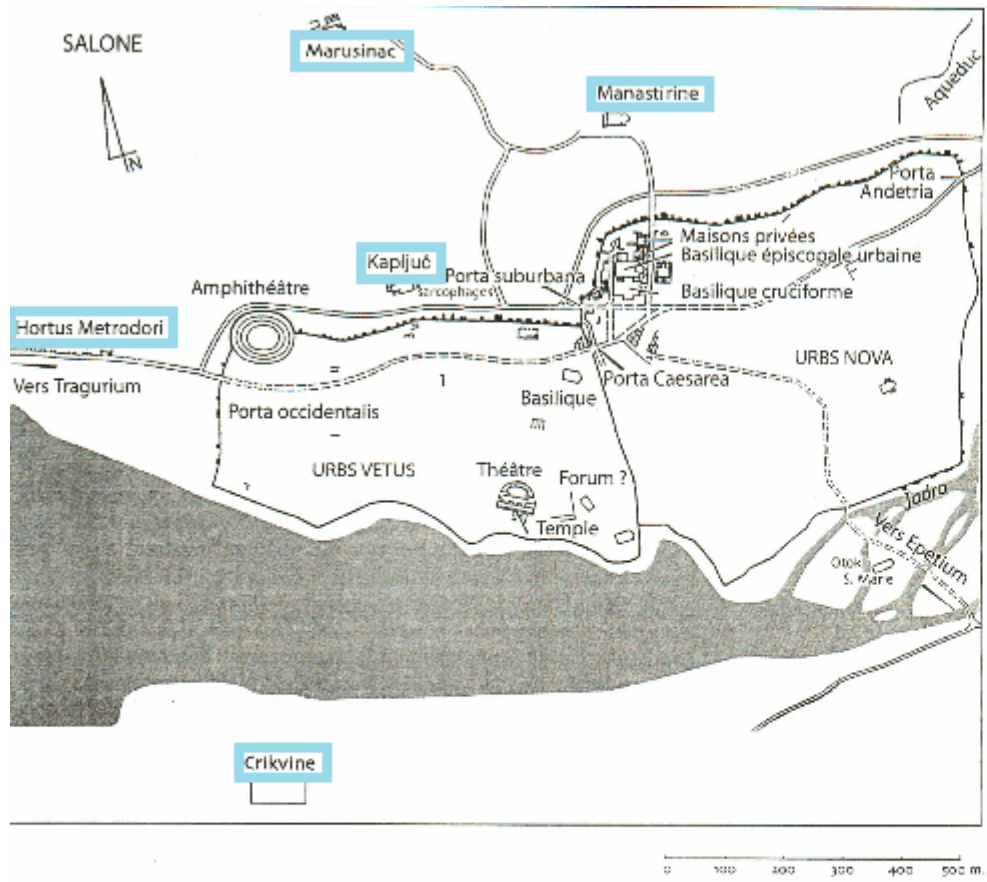 SALONE
N
Marusinac
Manastirine
Aqueduc
Porta
Andetria
Maisons privées
Basilique épiscopale urbaine
Basilique cruciforme
Kapljuč
Porta suburbana
sarcophages
Amphithéâtre
Hortus Metrodori
Vers Tragurium
Porta occidentalis
1
URBS NOVA
Porta Caesarea
Basilique
URBS VETUS
Théâtre
Forum ?
Temple
Jadro
Vers Epetium
Otok
S. Marie
Crikvine
0 100 200 300 400 500 m.